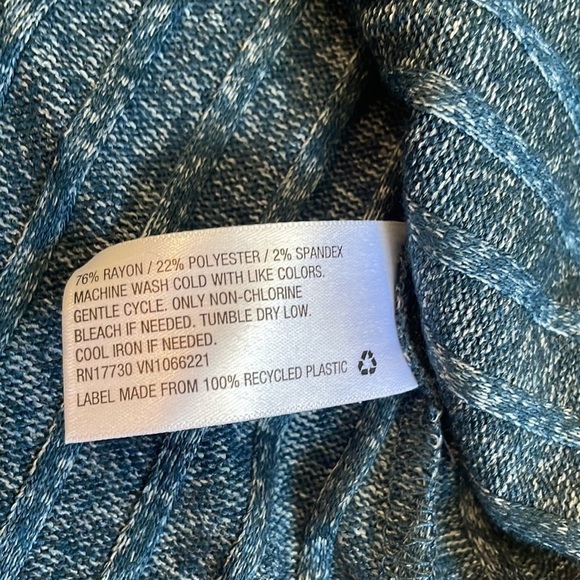 76% RAYON / 22% POLYESTER / 2% SPANDEX
MACHINE WASH COLD WITH LIKE COLORS.
GENTLE CYCLE. ONLY NON-CHLORINE
BLEACH IF NEEDED. TUMBLE DRY LOW.
COOL IRON IF NEEDED.
RN17730 VN1066221
LABEL MADE FROM 100% RECYCLED PLASTIC